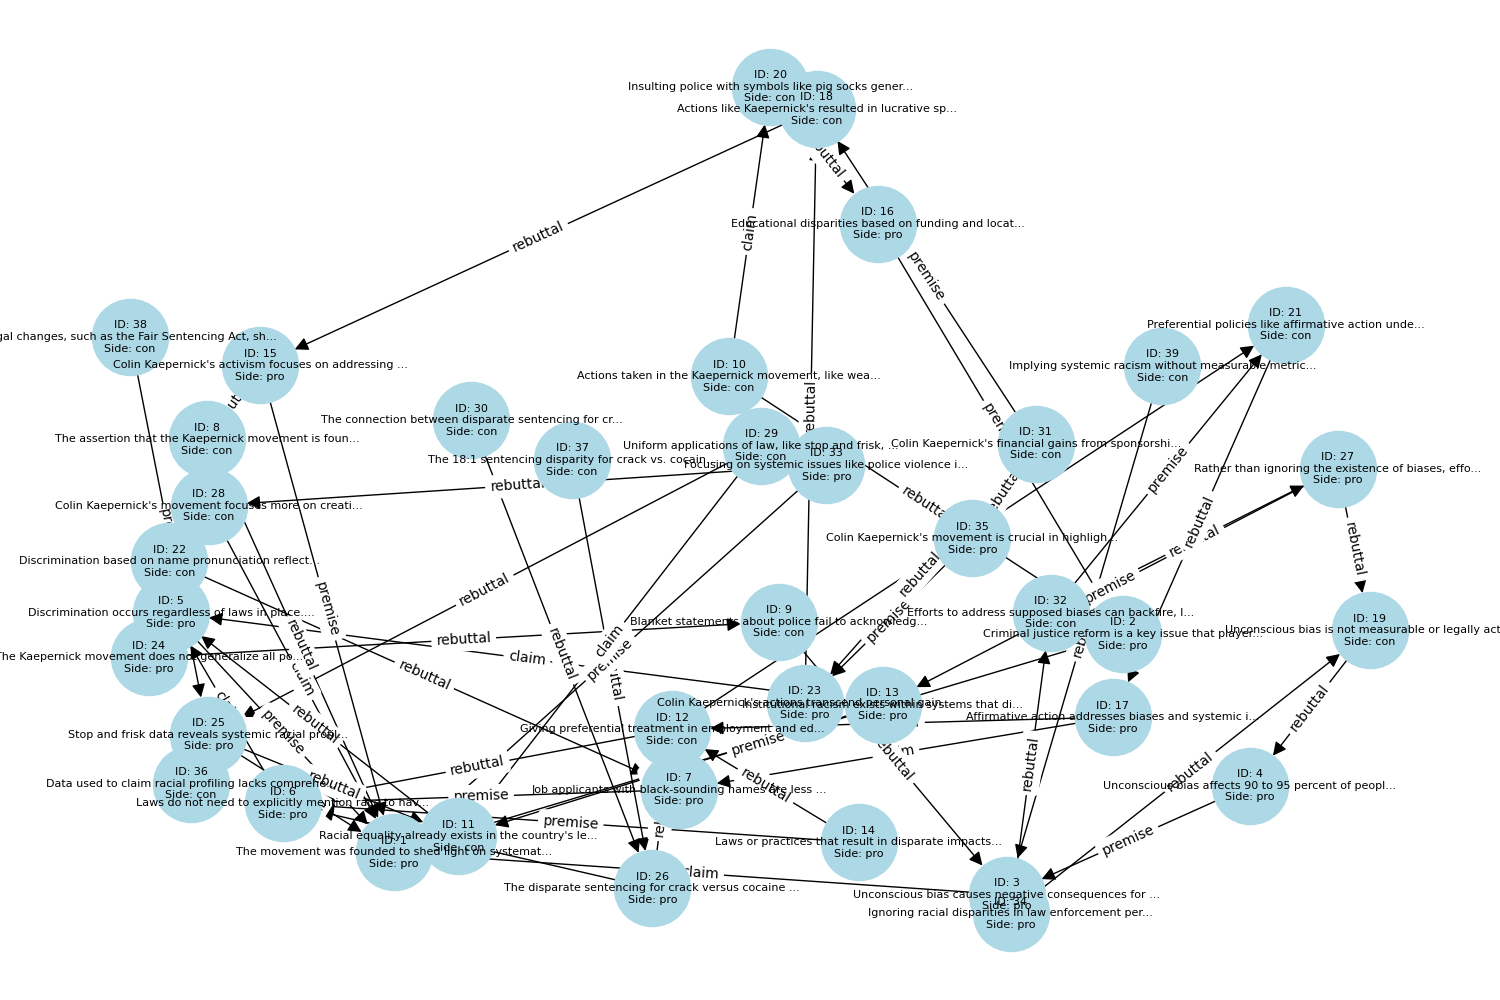 ID: 20
Insulting police with symbols like pig socks gener...
Side: con
ID: 18
Actions like Kaepernick's resulted in lucrative sp...
Side: con
ID: 16
Educational disparities based on funding and locat...
Side: pro
ID: 38
gal changes, such as the Fair Sentencing Act, sh...
Side: con
ID: 15
Colin Kaepernick's activism focuses on addressing ...
Side: pro
ID: 21
Preferential policies like affirmative action unde...
Side: con
ID: 39
Implying systemic racism without measurable metric...
Side: con
ID: 10
Actions taken in the Kaepernick movement, like wea...
Side: con
ID: 30
The connection between disparate sentencing for cr...
Side: con
ID: 8
The assertion that the Kaepernick movement is foun...
Side: con
ID: 37
The 18:1 sentencing disparity for crack vs. cocain
Side: con
ID: 29
Uniform applications of law, like stop and frisk, ...
Side: con
ID: 33
Focusing on systemic issues like police violence i...
Side: pro
ID: 31
Colin Kaepernick's financial gains from sponsorshi...
Side: con
ID: 27
Rather than ignoring the existence of biases, effo...
Side: pro
ID: 28
Colin Kaepernick's movement focuses more on creati...
Side: con
ID: 35
Colin Kaepernick's movement is crucial in highligh...
Side: pro
ID: 22
Discrimination based on name pronunciation reflect...
Side: con
ID: 5
Discrimination occurs regardless of laws in place....
Side: pro
ID: 24
The Kaepernick movement does not generalize all po...
Side: pro
ID: 9
Blanket statements about police fail to acknowledg...
Side: con
ID: 32
Efforts to address supposed biases can backfire, l...
Side: con
ID: 2
Criminal justice reform is a key issue that player...
Side: pro
ID: 19
Unconscious bias is not measurable or legally act
Side: con
ID: 23
Colin Kaepernick's actions transcend personal gain
Side: pro
ID: 13
Institutional racism exists within systems that di...
Side: pro
ID: 17
Affirmative action addresses biases and systemic i...
Side: pro
ID: 12
Giving preferential treatment in employment and ed...
Side: con
ID: 25
Stop and frisk data reveals systemic racial profil...
Side: pro
ID: 36
Data used to claim racial profiling lacks comprehe
Side: con
ID: 6
Laws do not need to explicitly mention race to hav...
Side: pro
ID: 7
Job applicants with black-sounding names are less ...
Side: pro
ID: 4
Unconscious bias affects 90 to 95 percent of peopl...
Side: pro
ID: 11
Racial equality already exists in the country's le...
Side: con
ID: 1
The movement was founded to shed light on systemat...
Side: pro
ID: 14
Laws or practices that result in disparate impacts...
Side: pro
ID: 26
The disparate sentencing for crack versus cocaine ...
Side: pro
ID: 3
Unconscious bias causes negative consequences for ...
Side: pro
ID: 34
Ignoring racial disparities in law enforcement per...
Side: pro
rebuttal
claim
premise
rebuttal
rebuttal
premise
rebuttal
rebuttal
rebuttal
premise
rebuttal
rebuttal
claim
rebuttal
claim
rebuttal
rebuttal
premise
premise
rebuttal
rebuttal
premise
rebuttal
rebuttal
premise
rebuttal
premise
rebuttal
premise
premise
claim
rebuttal
rebuttal
rebuttal
premise